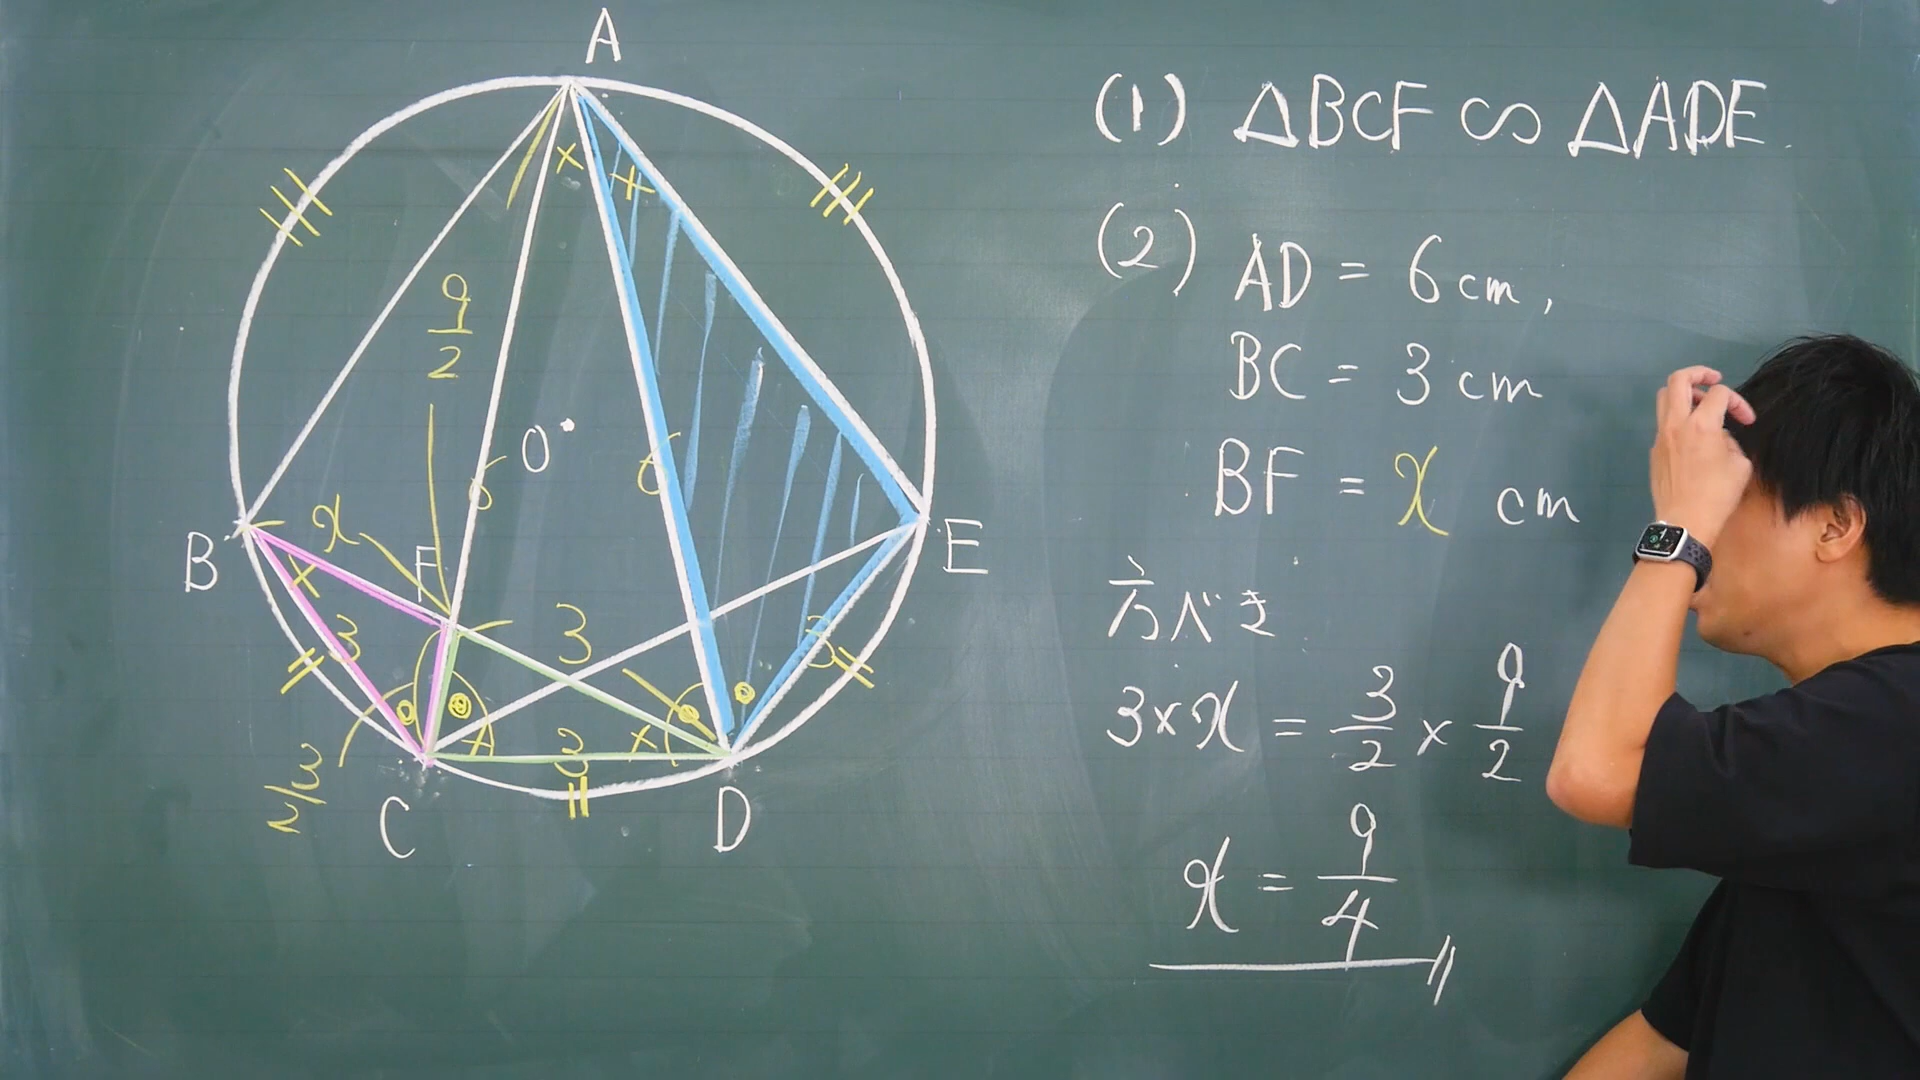 A
(1) △BCF ∽ △ADE
(2) AD = 6cm,
BC = 3cm
BF = x cm
方べき
3×x = 3/2 × 9/2
x = 9/4
9/2
O
6
6
x
B
F
E
3
3
3
3
3/2
C
D